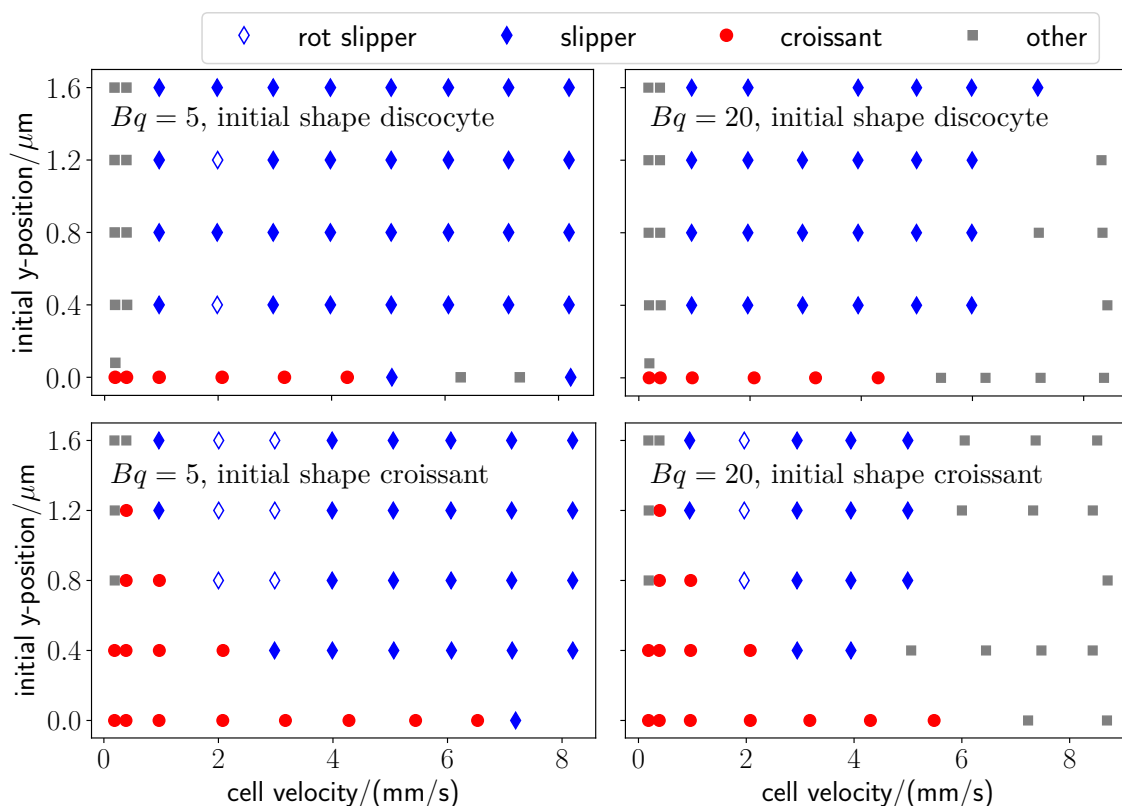 rot slipper slipper croissant other
initial y-position/μm
1.6
1.2
0.8
0.4
0.0
Bq = 5, initial shape discocyte
Bq = 20, initial shape discocyte
initial y-position/μm
1.6
1.2
0.8
0.4
0.0
Bq = 5, initial shape croissant
Bq = 20, initial shape croissant
0 2 4 6 8
0 2 4 6 8
cell velocity/(mm/s)
cell velocity/(mm/s)